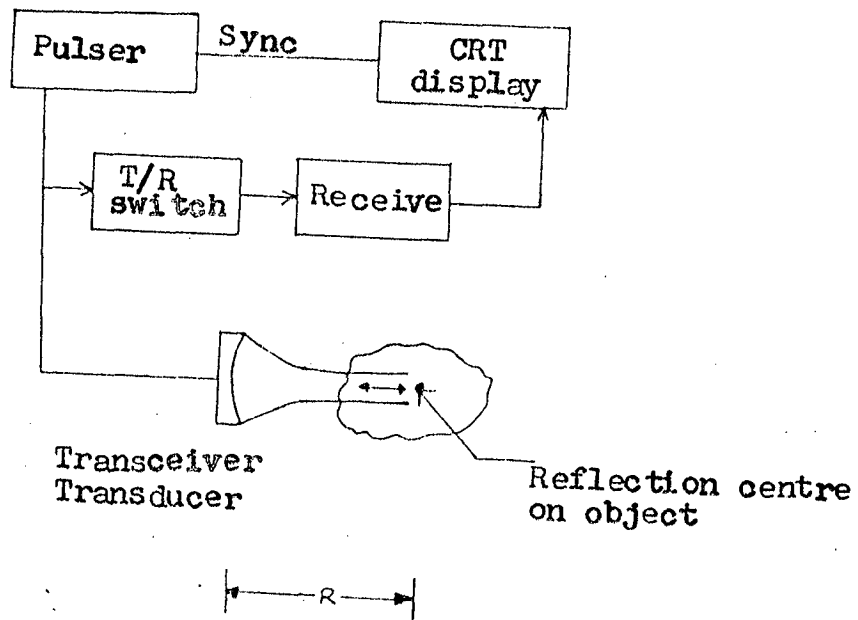 Pulser
Sync
CRT
display
T/R
switch
Receive
Transceiver
Transducer
Reflection centre
on object
R